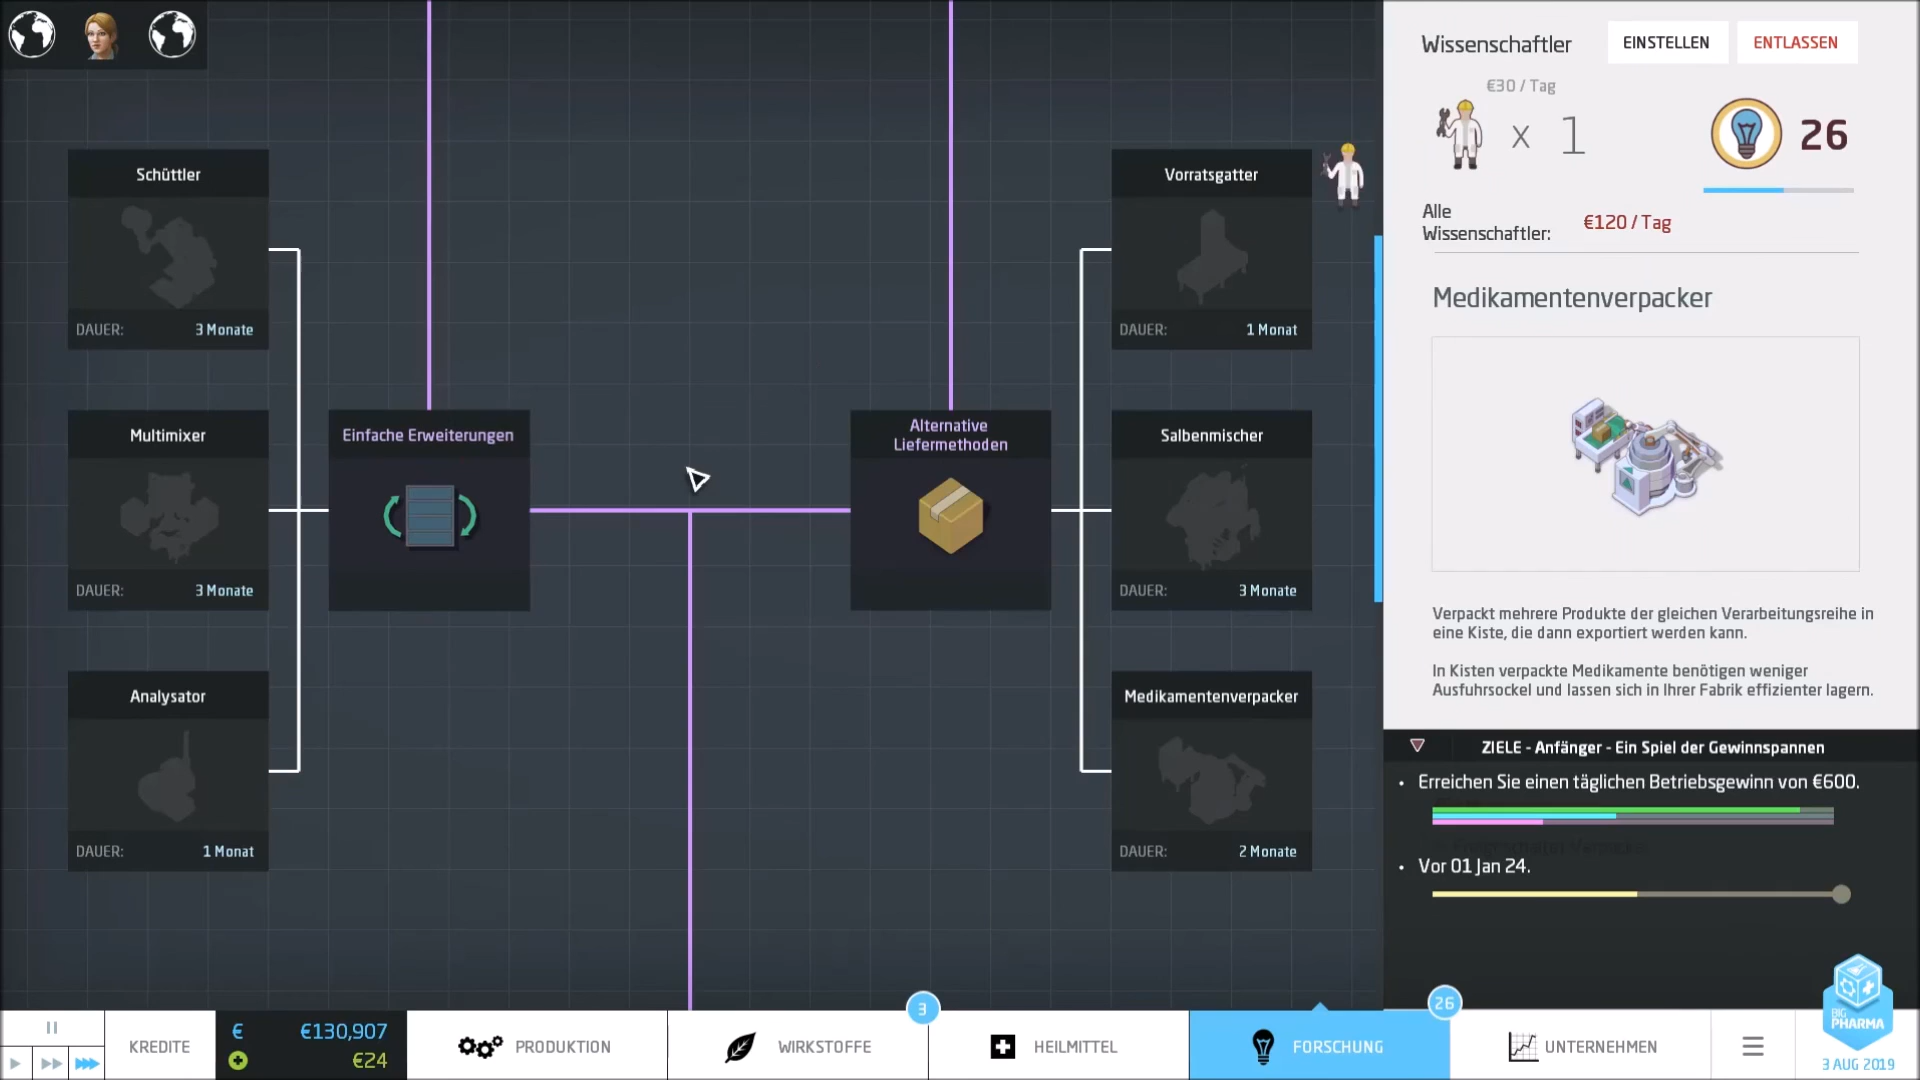 Schüttler
DAUER: 3 Monate
Multimixer
DAUER: 3 Monate
Analysator
DAUER: 1 Monat
Einfache Erweiterungen
Alternative
Liefermethoden
Vorratsgatter
DAUER: 1 Monat
Salbenmischer
DAUER: 3 Monate
Medikamentenverpacker
DAUER: 2 Monate
Wissenschaftler
EINSTELLEN
ENTLASSEN
€30 / Tag
x 1
26
Alle
Wissenschaftler:
€120 / Tag
Medikamentenverpacker
Verpackt mehrere Produkte der gleichen Verarbeitungsreihe in
eine Kiste, die dann exportiert werden kann.
In Kisten verpackte Medikamente benötigen weniger
Ausfuhrsockel und lassen sich in Ihrer Fabrik effizienter lagern.
ZIELE - Anfänger - Ein Spiel der Gewinnspannen
• Erreichen Sie einen täglichen Betriebsgewinn von €600.
• Vor 01 Jan 24.
KREDITE
€ €130,907
€24
PRODUKTION
WIRKSTOFFE
3
HEILMITTEL
FORSCHUNG
26
UNTERNEHMEN
BIG
PHARMA
3 AUG 2019